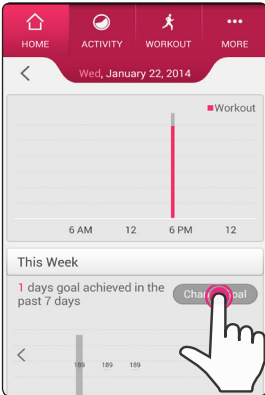 HOME ACTIVITY WORKOUT MORE
Wed, January 22, 2014
Workout
6 AM 12 6 PM 12
This Week
1 days goal achieved in the
past 7 days
189 189 189